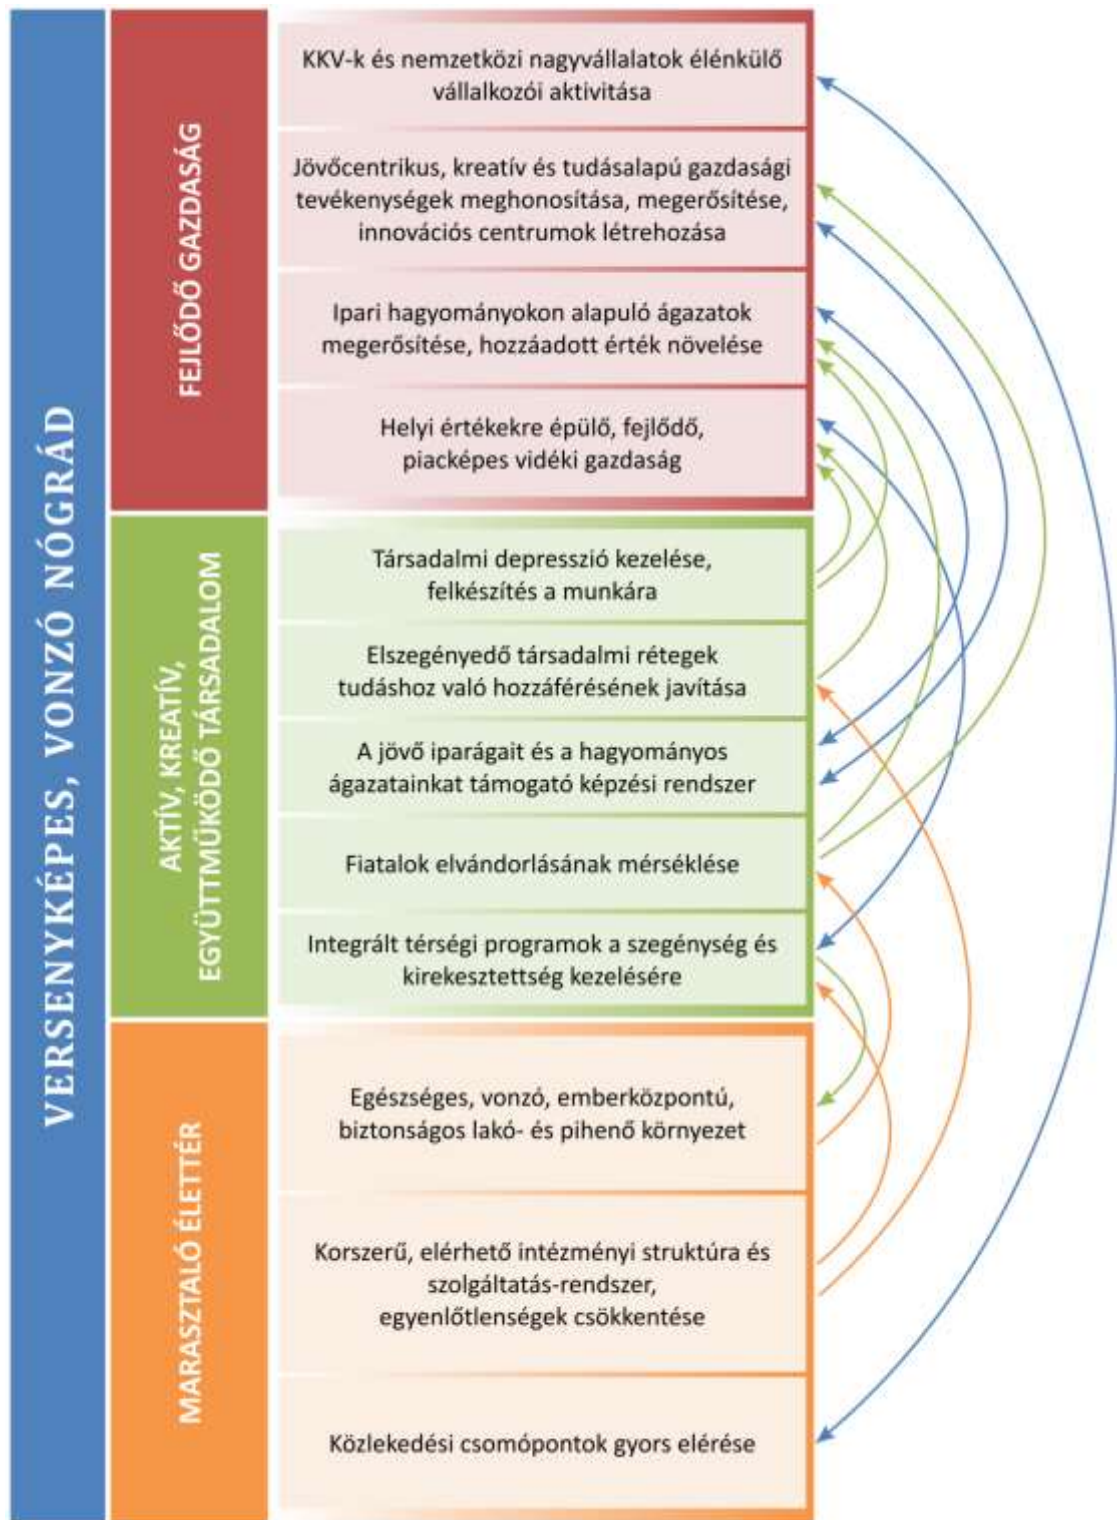 VERSENYKÉPES, VONZÓ NÓGRÁD
FEJLŐDŐ GAZDASÁG
KKV-k és nemzetközi nagyvállalatok élénkülő
vállalkozói aktivitása
Jövőcentrikus, kreatív és tudásalapú gazdasági
tevékenységek meghonosítása, megerősítése,
innovációs centrumok létrehozása
Ipari hagyományokon alapuló ágazatok
megerősítése, hozzáadott érték növelése
Helyi értékekre épülő, fejlődő,
piacképes vidéki gazdaság
AKTÍV, KREATÍV,
EGYÜTTMŰKÖDŐ TÁRSADALOM
Társadalmi depresszió kezelése,
felkészítés a munkára
Elszegényedő társadalmi rétegek
tudáshoz való hozzáférésének javítása
A jövő iparágait és a hagyományos
ágazatainkat támogató képzési rendszer
Fiatalok elvándorlásának mérséklése
Integrált térségi programok a szegénység és
kirekesztettség kezelésére
MARASZTALÓ ÉLETTÉR
Egészséges, vonzó, emberközpontú,
biztonságos lakó- és pihenő környezet
Korszerű, elérhető intézményi struktúra és
szolgáltatás-rendszer,
egyenlőtlenségek csökkentése
Közlekedési csomópontok gyors elérése